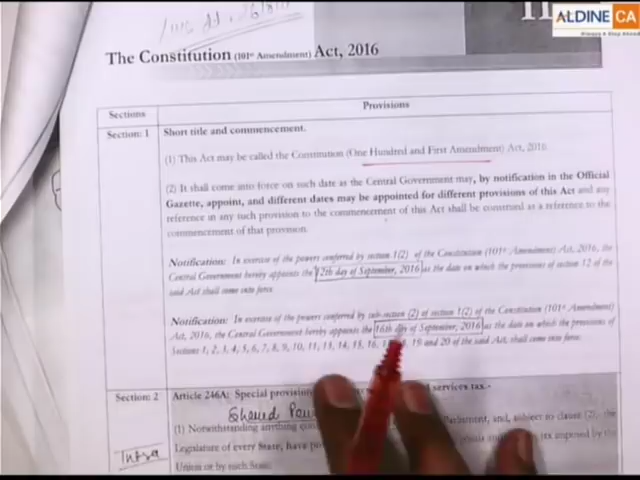 ALDINE CA
Always A Step Ahead
The Constitution (101st Amendment) Act, 2016
Sections
Provisions
Section: 1
Short title and commencement.
(1) This Act may be called the Constitution (One Hundred and First Amendment) Act, 2016
(2) It shall come into force on such date as the Central Government may, by notification in the Official
Gazette, appoint, and different dates may be appointed for different provisions of this Act and any
reference in any such provision to the commencement of this Act shall be construed as a reference to the
commencement of that provision.
Notification: In exercise of the powers conferred by section 1(2) of the Constitution (101st Amendment) Act, 2016, the
Central Government hereby appoints the 12th day of September, 2016 as the date on which the provisions of section 12 of the
said Act shall come into force.
Notification: In exercise of the powers conferred by sub-section (2) of section 1(2) of the Constitution (101st Amendment)
Act, 2016, the Central Government hereby appoints the 16th day of September, 2016 as the date on which the provisions of
Sections 1, 2, 3, 4, 5, 6, 7, 8, 9, 10, 11, 13, 14, 15, 16, 19 and 20 of the said Act, shall come into force.
Section: 2
Article 246A: Special provision services tax.-
(1) Notwithstanding anything Parliament, and, subject to clause (2), the
Legislature of every State, have tax imposed by the
Intra
Union or by such State.